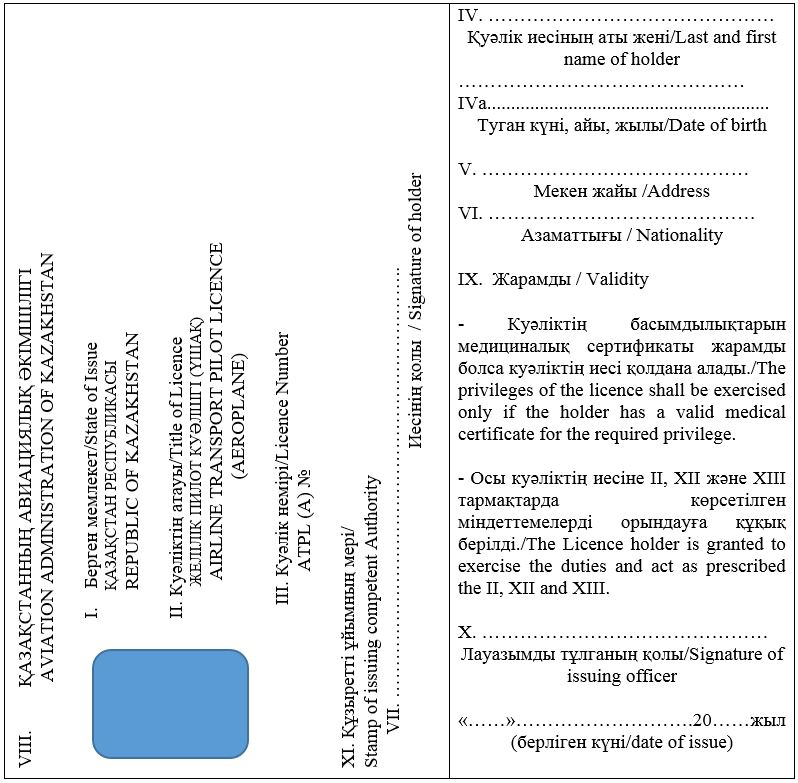 VIII. ҚАЗАҚСТАННЫҢ АВИАЦИЯЛЫҚ ӘКІМШІЛІГІ
AVIATION ADMINISTRATION OF KAZAKHSTAN
I. Берген мемлекет/State of Issue
ҚАЗАҚСТАН РЕСПУБЛИКАСЫ
REPUBLIC OF KAZAKHSTAN
II. Куәліктің атауы/Title of Licence
ЖЕЛІЛІК ПИЛОТ КУӘЛІГІ (ҰШАҚ)
AIRLINE TRANSPORT PILOT LICENCE
(AEROPLANE)
III. Куәлік немірі/Licence Number
ATPL (A) №
XI. Құзыретті ұйымның мері/
Stamp of issuing competent Authority
VII. ………………………………………………
Иесінің қолы / Signature of holder
IV. ………………………………………
Қуәлік иесіның аты жені/Last and first
name of holder
………………………………………
IVa............................................................
Туган күні, айы, жылы/Date of birth
V. ……………………………………
Мекен жайы /Address
VI. ……………………………………
Азаматтығы / Nationality
IX. Жарамды / Validity
- Куәліктің басымдылықтарын
медициналық сертификаты жарамды
болса куәліктің иесі қолдана алады./The
privileges of the licence shall be exercised
only if the holder has a valid medical
certificate for the required privilege.
- Осы куәліктің иесіне II, XII және XIII
тармақтарда көрсетілген
міндеттемелерді орындауға құқық
берілді./The Licence holder is granted to
exercise the duties and act as prescribed
the II, XII and XIII.
X. ………………………………………
Лауазымды тұлганың қолы/Signature of
issuing officer
«……»……………………….20……жыл
(берліген күні/date of issue)